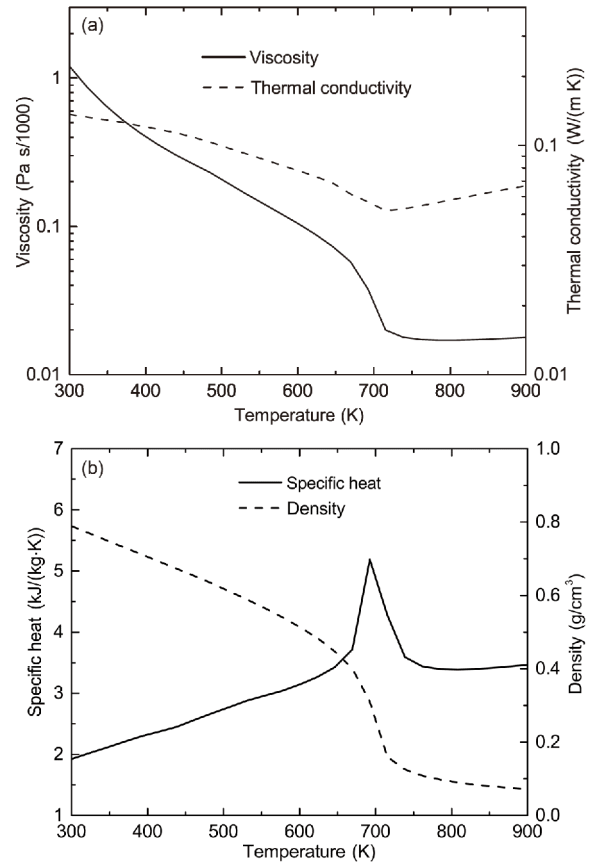 (a)
Viscosity
Thermal conductivity
Viscosity (Pa s/1000)
1
0.1
0.01
Thermal conductivity (W/(m K))
0.1
0.01
300 400 500 600 700 800 900
Temperature (K)
(b)
Specific heat
Density
Specific heat (kJ/(kg·K))
7
6
5
4
3
2
1
Density (g/cm³)
1.0
0.8
0.6
0.4
0.2
0.0
300 400 500 600 700 800 900
Temperature (K)